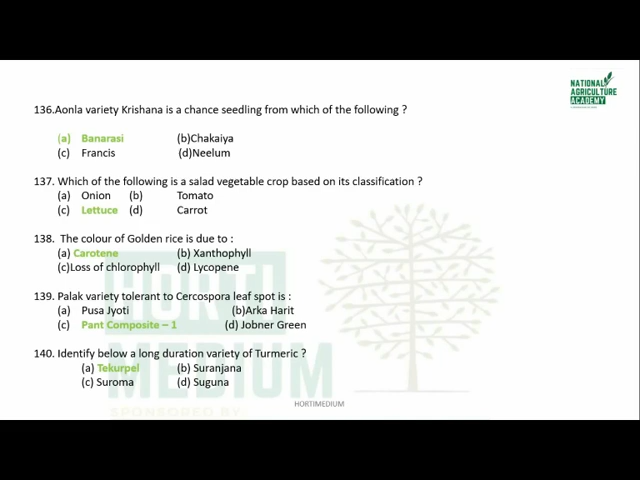 NATIONAL
AGRICULTURE
ACADEMY
136.Aonla variety Krishana is a chance seedling from which of the following ?
(a) Banarasi (b)Chakaiya
(c) Francis (d)Neelum
137. Which of the following is a salad vegetable crop based on its classification ?
(a) Onion (b) Tomato
(c) Lettuce (d) Carrot
138. The colour of Golden rice is due to :
(a) Carotene (b) Xanthophyll
(c)Loss of chlorophyll (d) Lycopene
139. Palak variety tolerant to Cercospora leaf spot is :
(a) Pusa Jyoti (b)Arka Harit
(c) Pant Composite – 1 (d) Jobner Green
140. Identify below a long duration variety of Turmeric ?
(a) Tekurpel (b) Suranjana
(c) Suroma (d) Suguna
HORTI
MEDIUM
SPONSORED BY:
HORTIMEDIUM